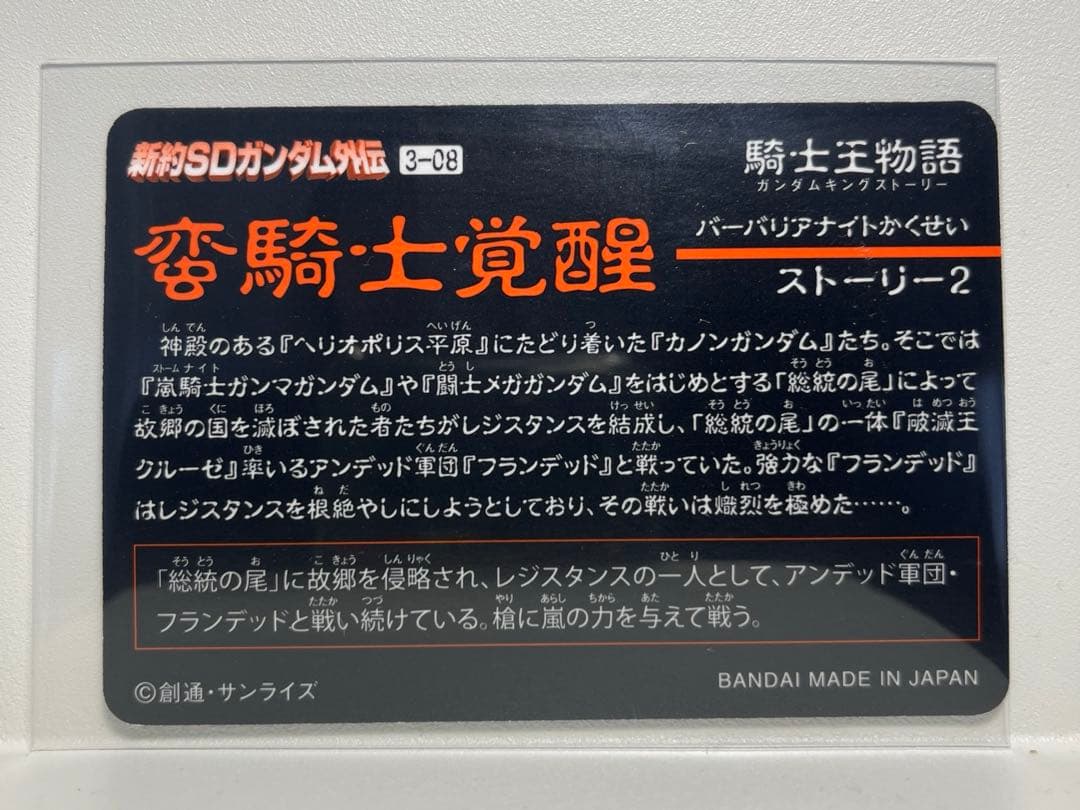 新約SDガンダム外伝 3-08
騎士王物語
ガンダムキングストーリー
蛮騎士覚醒
バーバリアナイトかくせい
ストーリー2
神殿のある『ヘリオポリス平原』にたどり着いた『カノンガンダム』たち。そこでは
『嵐騎士ガンマガンダム』や『闘士メガガンダム』をはじめとする「総統の尾」によって
故郷の国を滅ぼされた者たちがレジスタンスを結成し、「総統の尾」の一体『破滅王
クルーゼ』率いるアンデッド軍団『フランデッド』と戦っていた。強力な『フランデッド』
はレジスタンスを根絶やしにしようとしており、その戦いは熾烈を極めた……。
「総統の尾」に故郷を侵略され、レジスタンスの一人として、アンデッド軍団・
フランデッドと戦い続けている。槍に嵐の力を与えて戦う。
©創通・サンライズ
BANDAI MADE IN JAPAN